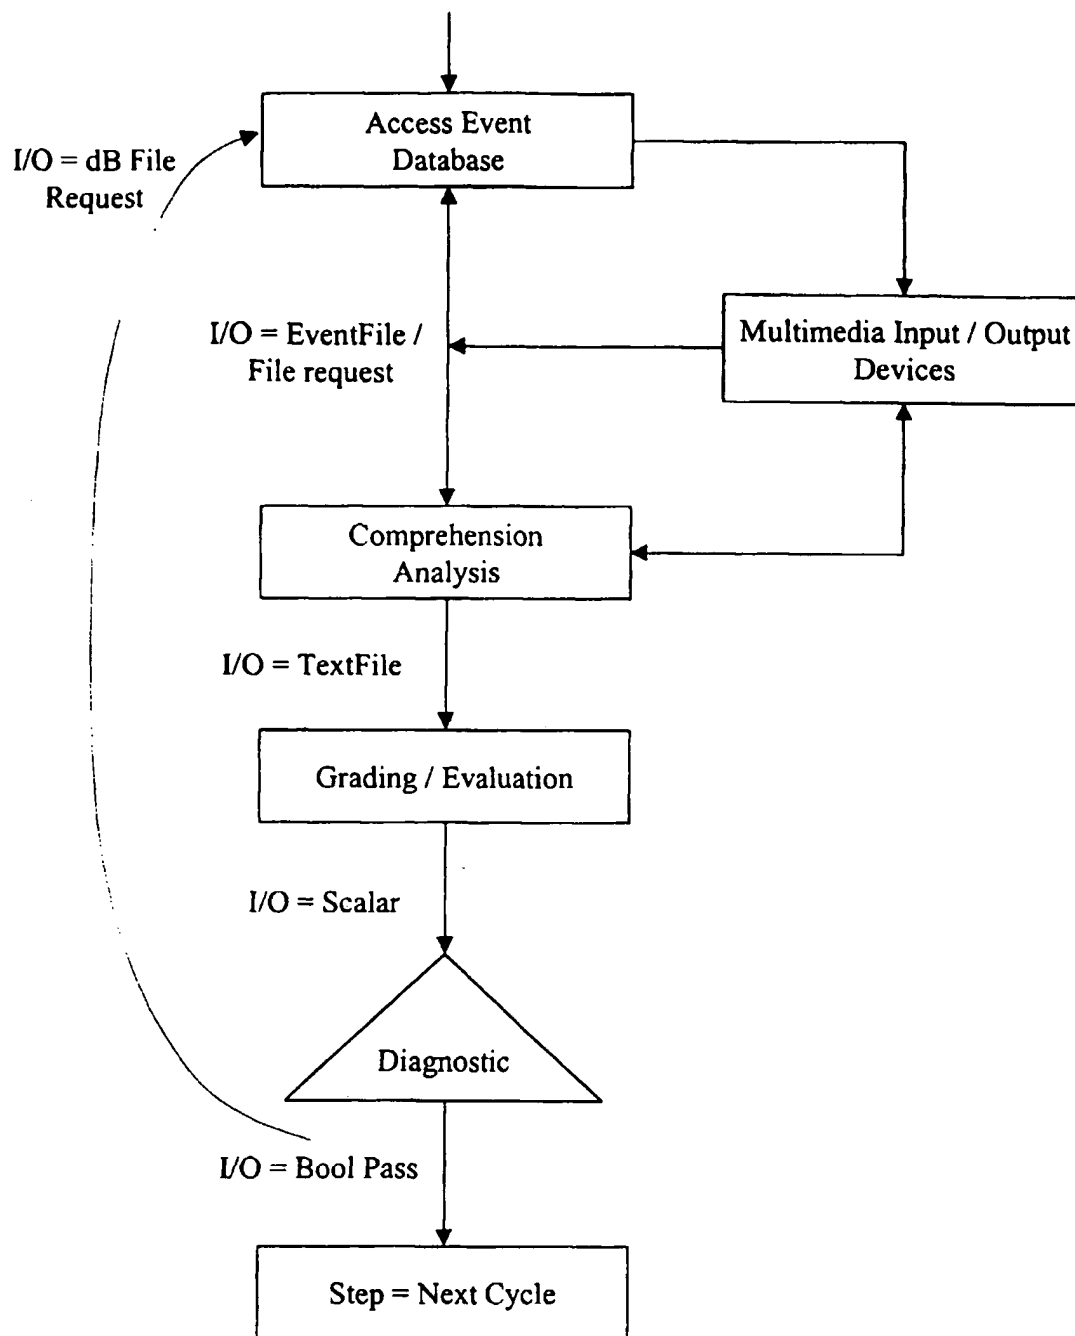 Access Event
Database
I/O = dB File
Request
I/O = EventFile /
File request
Multimedia Input / Output
Devices
Comprehension
Analysis
I/O = TextFile
Grading / Evaluation
I/O = Scalar
Diagnostic
I/O = Bool Pass
Step = Next Cycle